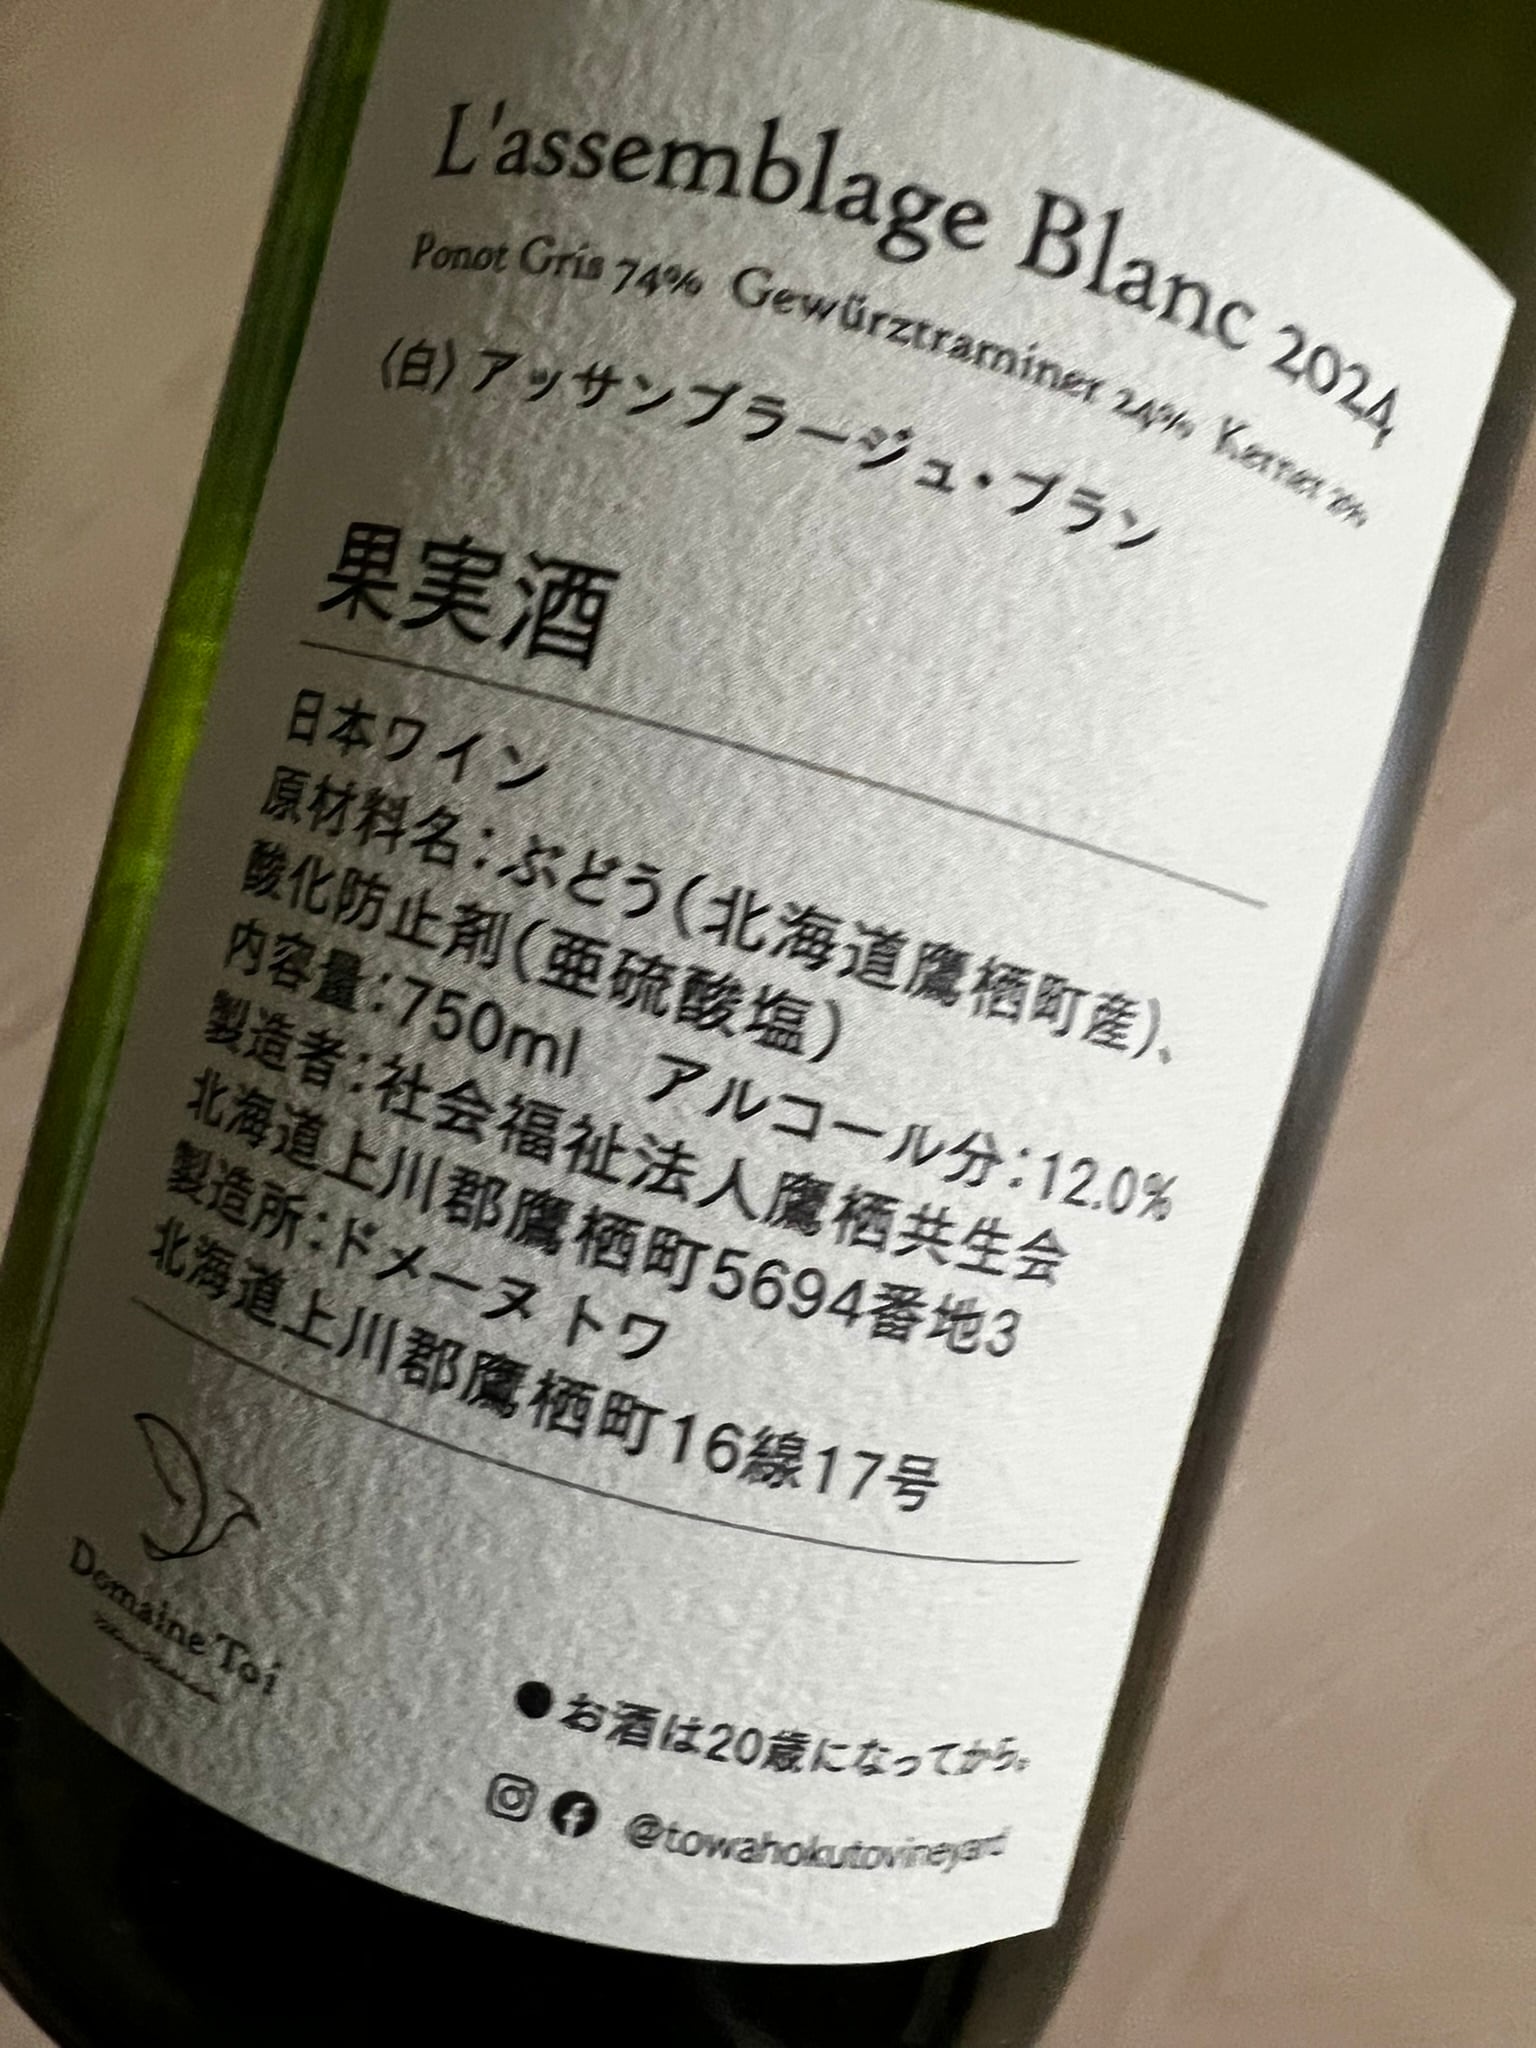 L'assemblage Blanc 2024
Ponot Gris 74% Gewürztraminer 24% Kerner
〈白〉アッサンブラージュ・ブラン
果実酒
日本ワイン
原材料名：ぶどう（北海道鷹栖町産）、
酸化防止剤（亜硫酸塩）
内容量：750ml　アルコール分：12.0%
製造者：社会福祉法人鷹栖共生会
北海道上川郡鷹栖町5694番地3
製造所：ドメーヌ トワ
北海道上川郡鷹栖町16線17号
Domaine Toi
●お酒は20歳になってから。
@towahokutovineyard